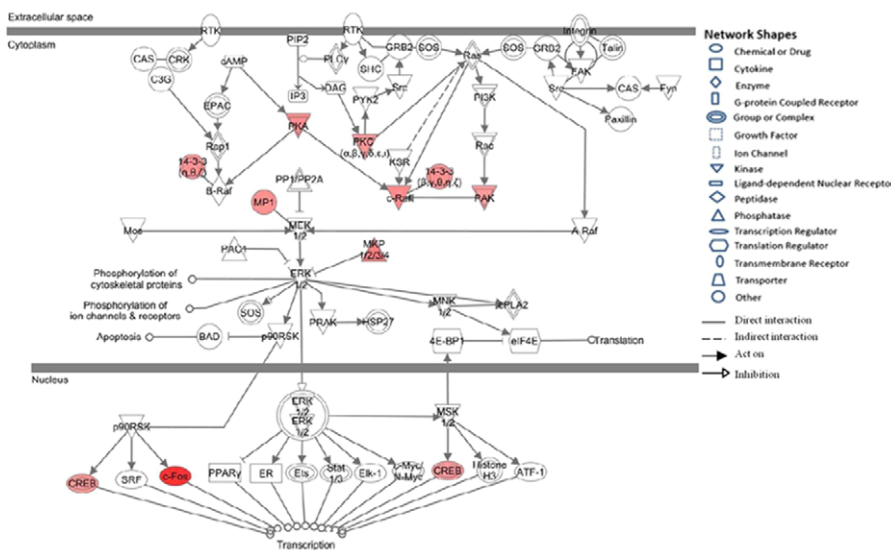 Extracellular space
Cytoplasm
RTK
PIP2
RTK
GRB2
SOS
Ras
SOS
GRB2
Integrin
Talin
CAS
CRK
cAMP
PLCγ
SHC
FAK
C3G
IP3
DAG
PYK2
Src
PI3K
Src
CAS
Fyn
EPAC
Paxillin
PKA
PKC
(α,β,γ,δ,ε,ι)
Rap1
KSR
Rac
14-3-3
(η,θ,ζ)
B-Raf
PP1/PP2A
14-3-3
(β,γ,θ,η,ζ)
c-Raf
PAK
MP1
Mos
MEK
1/2
A-Raf
PAC1
MKP
1/2/3/4
ERK
1/2
Phosphorylation of
cytoskeletal proteins
Phosphorylation of
ion channels & receptors
SOS
PRAK
HSP27
MNK
1/2
cPLA2
Apoptosis
BAD
p90RSK
4E-BP1
eIF4E
Translation
Nucleus
p90RSK
ERK
1/2
ERK
1/2
MSK
1/2
CREB
SRF
c-Fos
PPARγ
ER
Ets
Stat
1/3
Elk-1
c-Myc/
N-Myc
CREB
Histone
H3
ATF-1
Transcription
Network Shapes
Chemical or Drug
Cytokine
Enzyme
G-protein Coupled Receptor
Group or Complex
Growth Factor
Ion Channel
Kinase
Ligand-dependent Nuclear Receptor
Peptidase
Phosphatase
Transcription Regulator
Translation Regulator
Transmembrane Receptor
Transporter
Other
Direct interaction
Indirect interaction
Act on
Inhibition